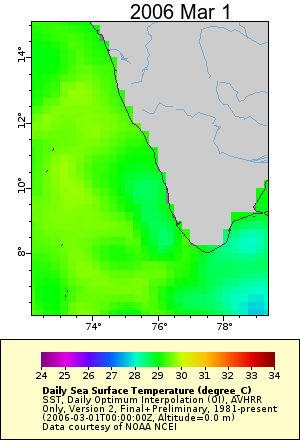 2006 Mar 1
14°
12°
10°
8°
74°
76°
78°
24 25 26 27 28 29 30 31 32 33 34
Daily Sea Surface Temperature (degree_C)
SST, Daily Optimum Interpolation (OI), AVHRR
Only, Version 2, Final+Preliminary, 1981-present
(2006-03-01T00:00:00Z, Altitude=0.0 m)
Data courtesy of NOAA NCEI